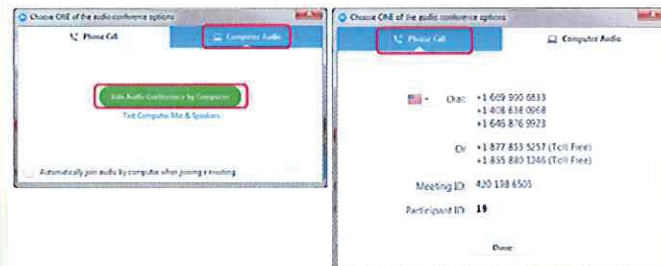 Choose ONE of the audio conference options
Phone Call
Computer Audio
Join Audio Conference by Computer
Test Computer Mic & Speakers
Automatically join audio by computer when joining a meeting
Choose ONE of the audio conference options
Phone Call
Computer Audio
Dial: +1 669 900 6833
+1 408 638 0968
+1 646 876 9923
Or +1 877 853 5257 (Toll Free)
+1 855 880 1246 (Toll Free)
Meeting ID:
Participant ID: 19
Done